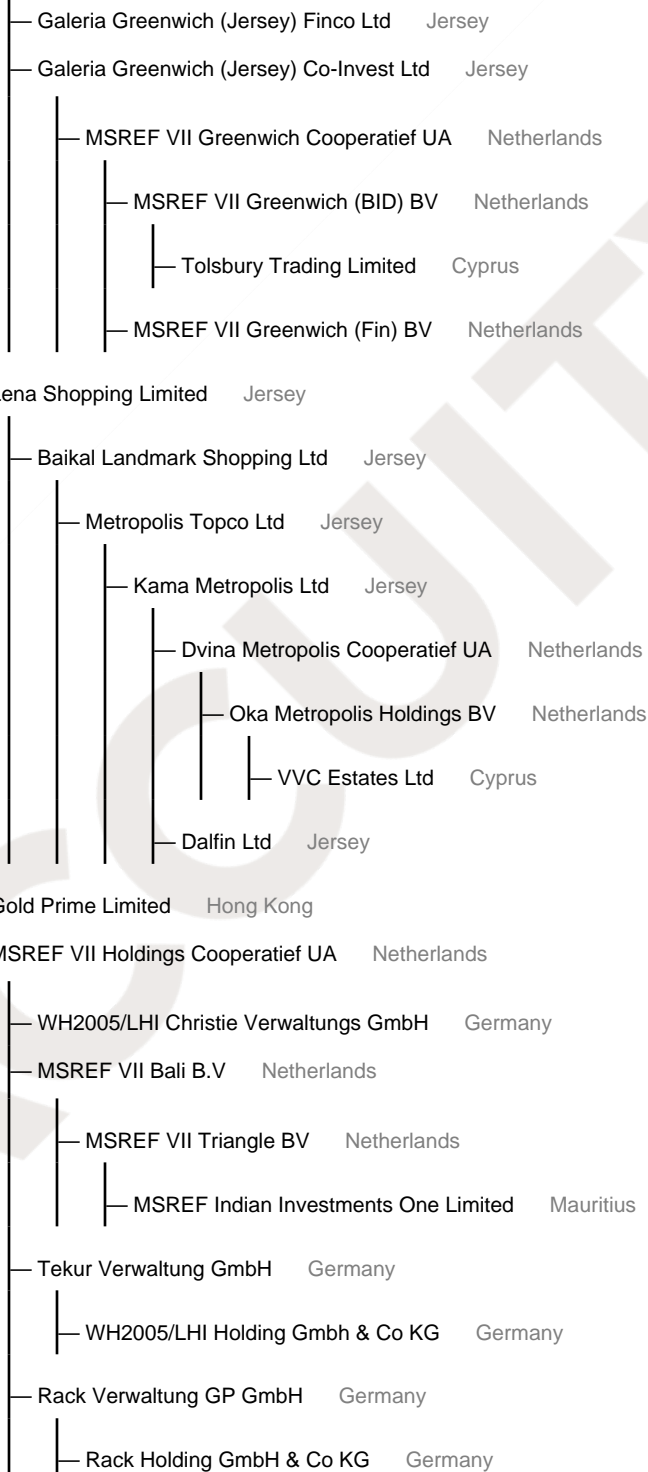 Galeria Greenwich (Jersey) Finco Ltd Jersey
Galeria Greenwich (Jersey) Co-Invest Ltd Jersey
MSREF VII Greenwich Cooperatief UA Netherlands
MSREF VII Greenwich (BID) BV Netherlands
Tolsbury Trading Limited Cyprus
MSREF VII Greenwich (Fin) BV Netherlands
Shopping Limited Jersey
Baikal Landmark Shopping Ltd Jersey
Metropolis Topco Ltd Jersey
Kama Metropolis Ltd Jersey
Dvina Metropolis Cooperatief UA Netherlands
Oka Metropolis Holdings BV Netherlands
VVC Estates Ltd Cyprus
Dalfin Ltd Jersey
Gold Prime Limited Hong Kong
MSREF VII Holdings Cooperatief UA Netherlands
WH2005/LHI Christie Verwaltungs GmbH Germany
MSREF VII Bali B.V Netherlands
MSREF VII Triangle BV Netherlands
MSREF Indian Investments One Limited Mauritius
Tekur Verwaltung GmbH Germany
WH2005/LHI Holding Gmbh & Co KG Germany
Rack Verwaltung GP GmbH Germany
Rack Holding GmbH & Co KG Germany